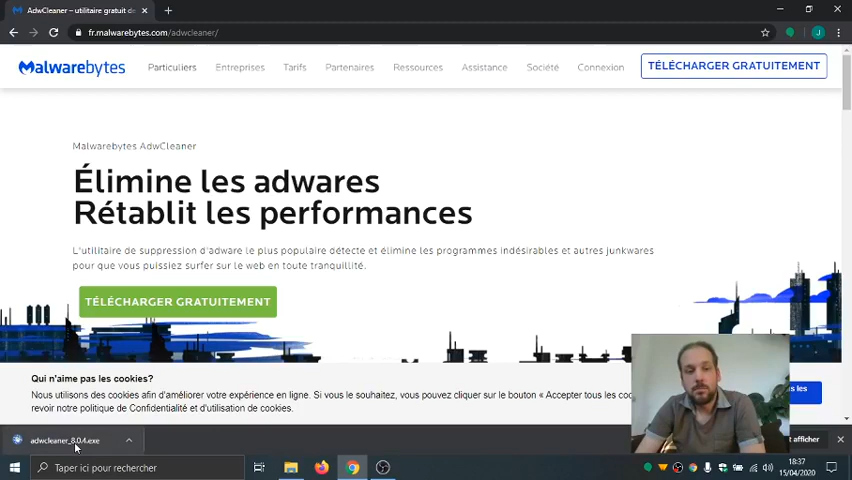 AdwCleaner – utilitaire gratuit de
fr.malwarebytes.com/adwcleaner/
J
Malwarebytes
Particuliers
Entreprises
Tarifs
Partenaires
Ressources
Assistance
Société
Connexion
TÉLÉCHARGER GRATUITEMENT
Malwarebytes AdwCleaner
Élimine les adwares
Rétablit les performances
L'utilitaire de suppression d'adware le plus populaire détecte et élimine les programmes indésirables et autres junkwares
pour que vous puissiez surfer sur le web en toute tranquillité.
TÉLÉCHARGER GRATUITEMENT
Qui n'aime pas les cookies?
Nous utilisons des cookies afin d'améliorer votre expérience en ligne. Si vous le souhaitez, vous pouvez cliquer sur le bouton « Accepter tous les coo
revoir notre politique de Confidentialité et d'utilisation de cookies.
les
adwcleaner_8.0.4.exe
t afficher
Taper ici pour rechercher
18:37
15/04/2020